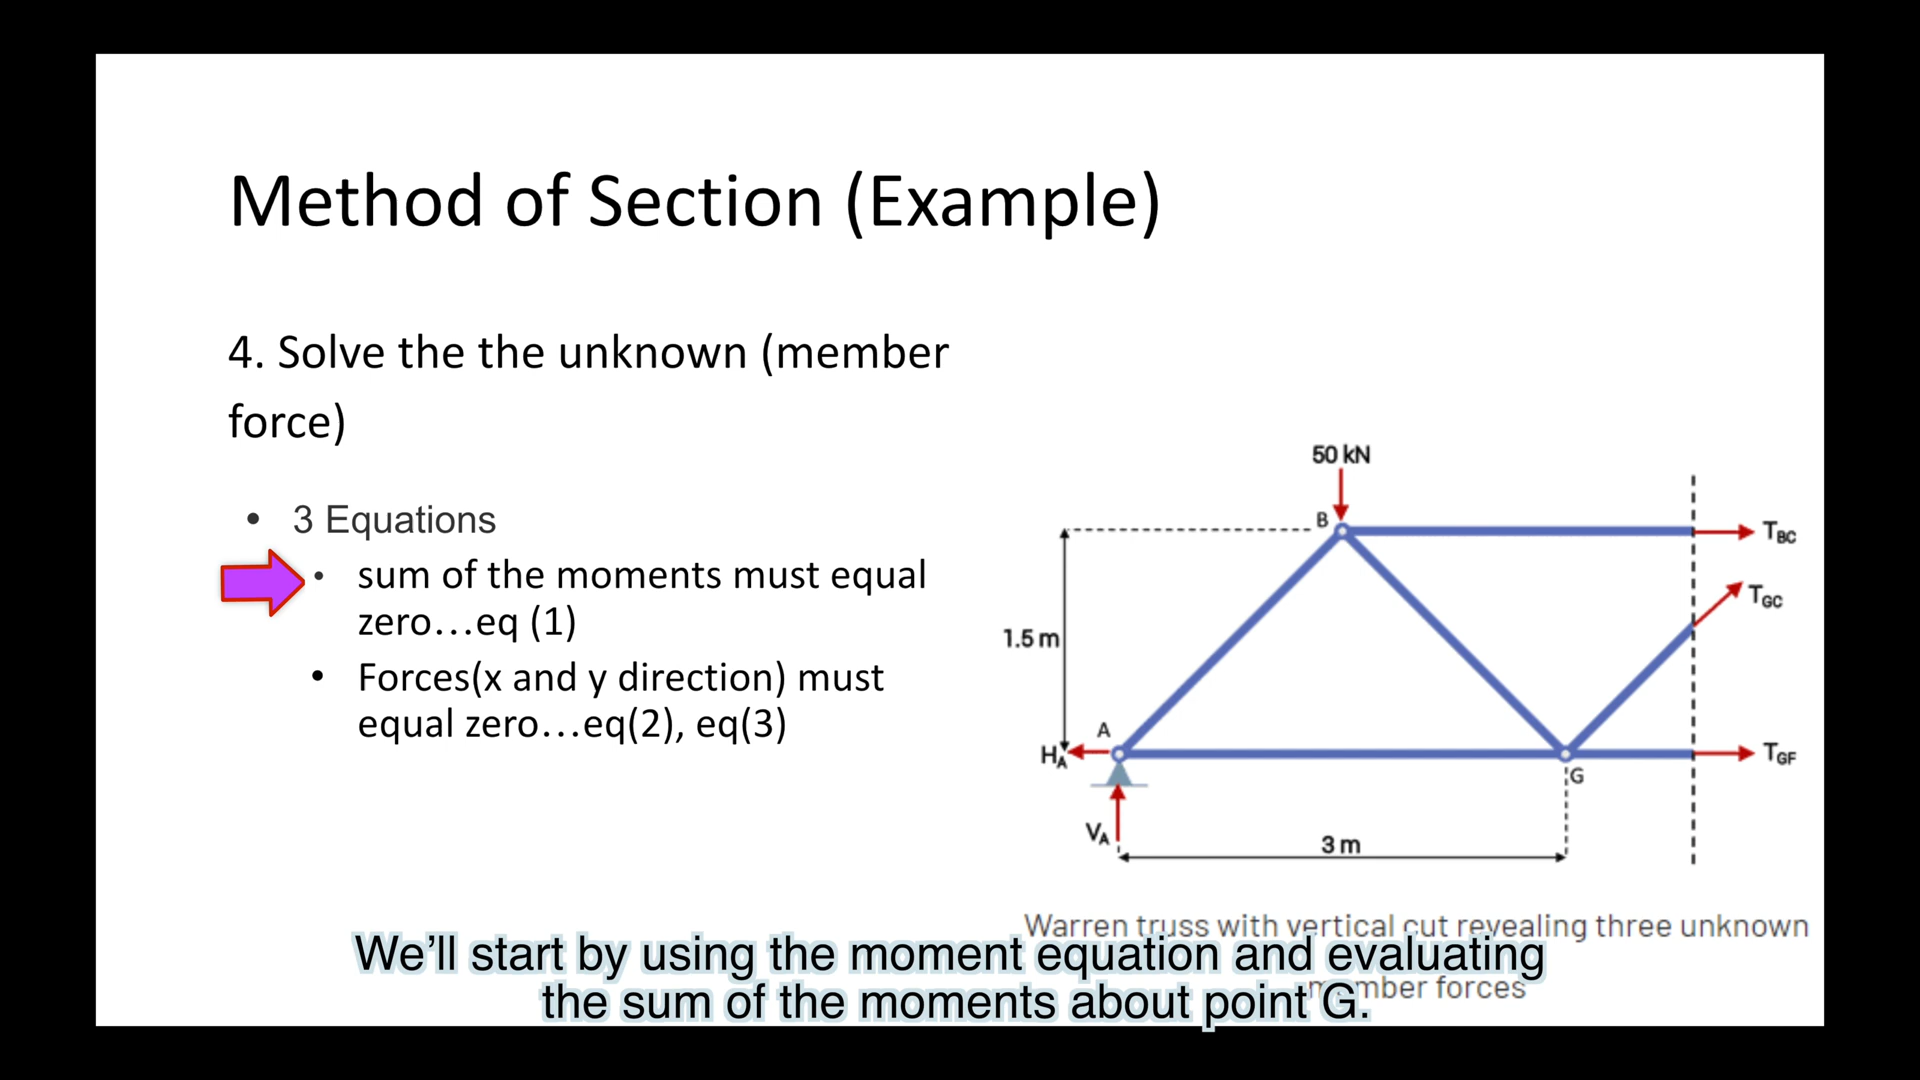 Method of Section (Example)
4. Solve the the unknown (member
force)
• 3 Equations
• sum of the moments must equal
zero...eq (1)
• Forces(x and y direction) must
equal zero...eq(2), eq(3)
50 kN
B
TBC
TGC
1.5 m
A
HA
TGF
G
VA
3 m
Warren truss with vertical cut revealing three unknown
member forces
We'll start by using the moment equation and evaluating
the sum of the moments about point G.